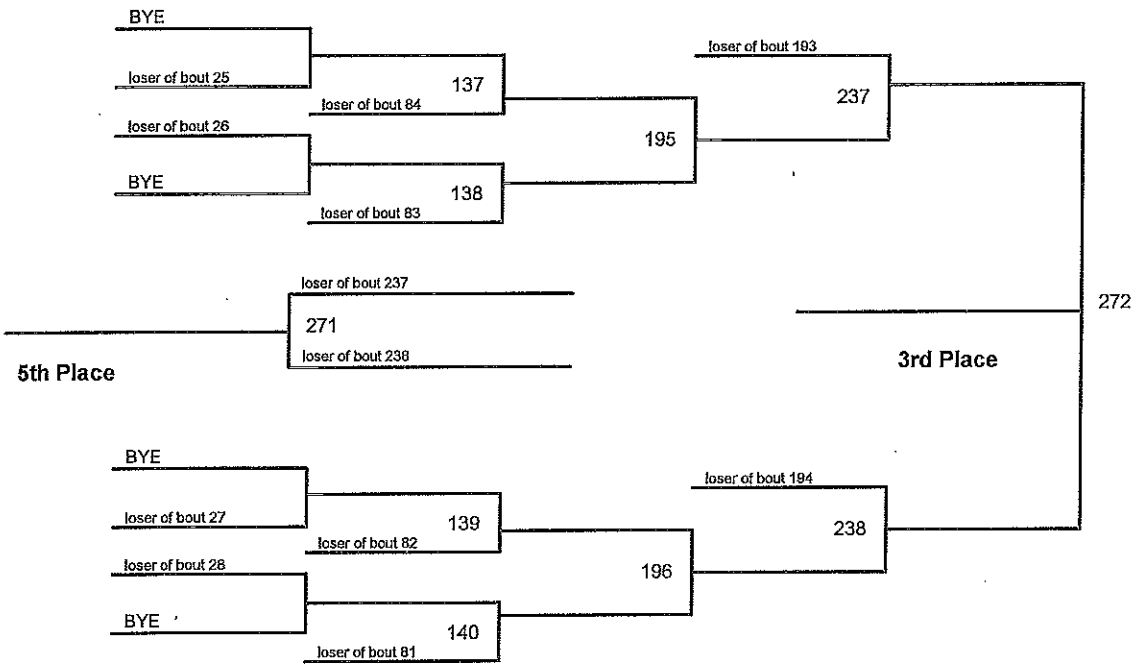 BYE
loser of bout 193
loser of bout 25
137
237
loser of bout 84
loser of bout 26
195
BYE
138
loser of bout 83
loser of bout 237
272
271
loser of bout 238
5th Place
3rd Place
BYE
loser of bout 194
loser of bout 27
139
238
loser of bout 82
loser of bout 28
196
BYE
140
loser of bout 81